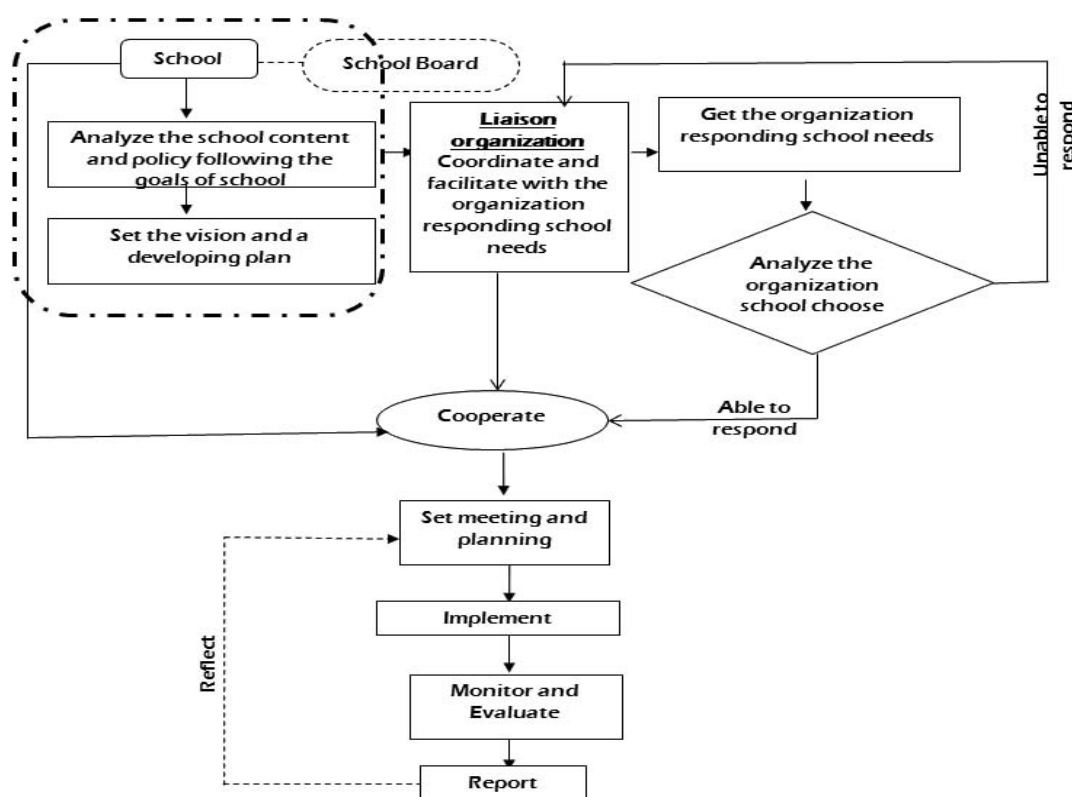 School
School Board
Analyze the school content
and policy following the
goals of school
Set the vision and a
developing plan
Liaison
organization
Coordinate and
facilitate with the
organization
responding school
needs
Get the organization
responding school needs
Analyze the
organization
school choose
Unable to
respond
Able to
respond
Cooperate
Set meeting and
planning
Implement
Monitor and
Evaluate
Report
Reflect